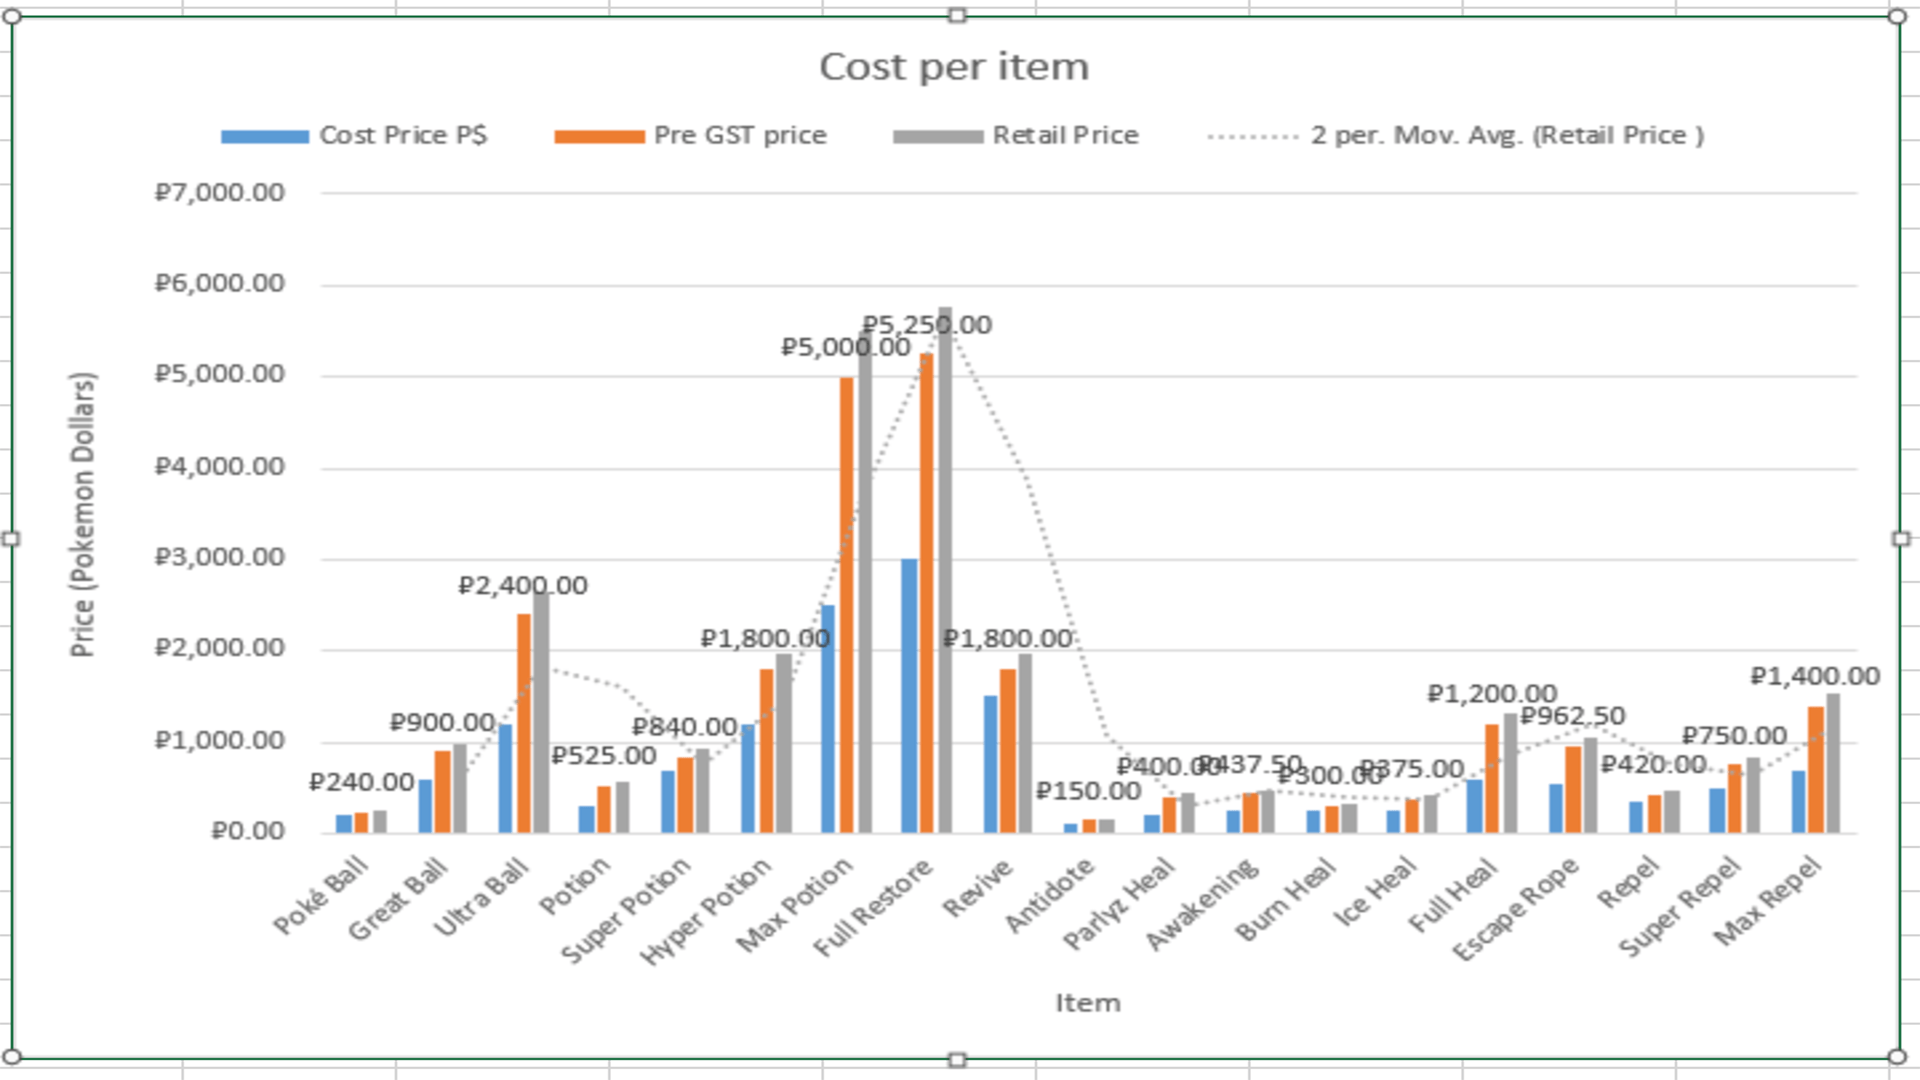 Cost per item
Cost Price P$ Pre GST price Retail Price 2 per. Mov. Avg. (Retail Price )
₽7,000.00
₽6,000.00
₽5,000.00
₽4,000.00
₽3,000.00
₽2,000.00
₽1,000.00
₽0.00
Price (Pokemon Dollars)
₽240.00
₽900.00
₽2,400.00
₽525.00
₽840.00
₽1,800.00
₽5,000.00
₽5,250.00
₽1,800.00
₽150.00
₽400.00
₽437.50
₽300.00
₽375.00
₽1,200.00
₽962.50
₽420.00
₽750.00
₽1,400.00
Poké Ball
Great Ball
Ultra Ball
Potion
Super Potion
Hyper Potion
Max Potion
Full Restore
Revive
Antidote
Parlyz Heal
Awakening
Burn Heal
Ice Heal
Full Heal
Escape Rope
Repel
Super Repel
Max Repel
Item